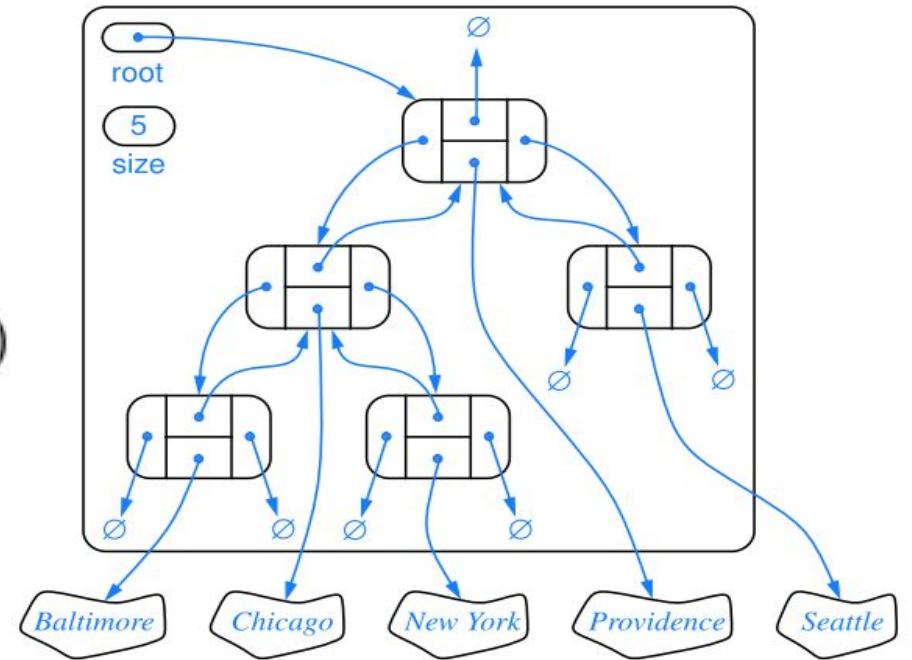 ∅
root
5
size
∅ ∅
∅ ∅ ∅ ∅
Baltimore Chicago New York Providence Seattle